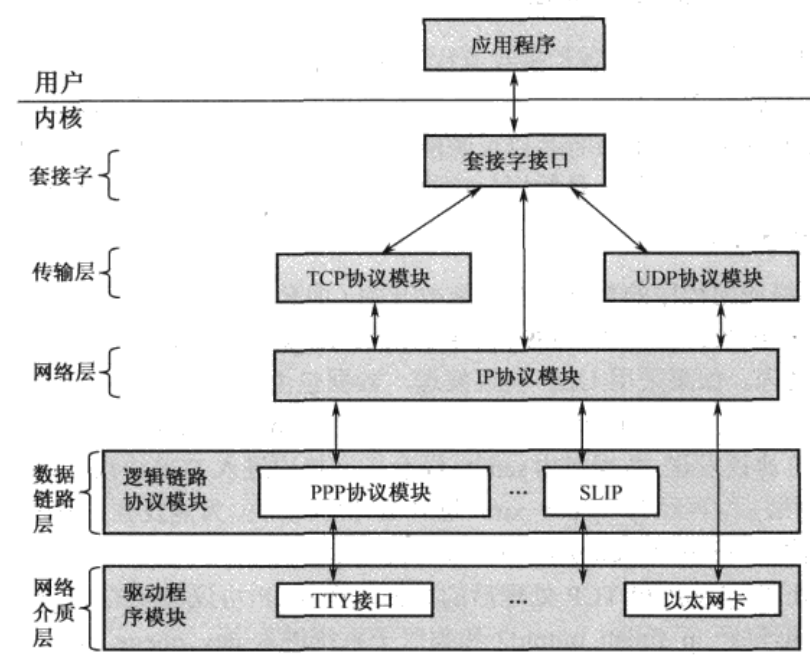 应用程序
用户
内核
套接字
套接字接口
传输层
TCP协议模块
UDP协议模块
网络层
IP协议模块
数据
链路
层
逻辑链路
协议模块
PPP协议模块
…
SLIP
网络
介质
层
驱动程
序模块
TTY接口
…
以太网卡